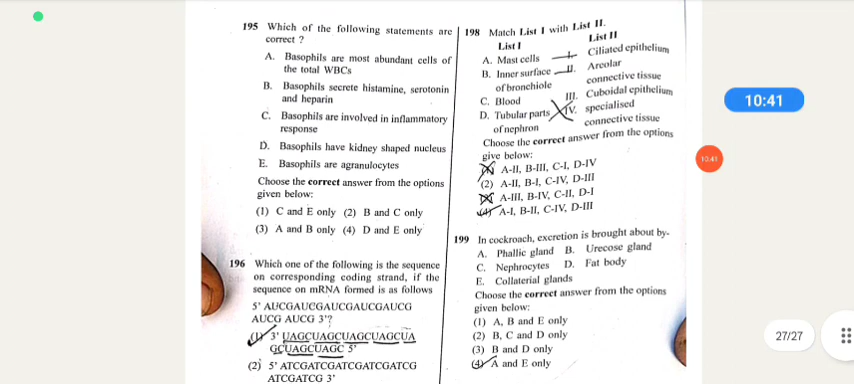 195 Which of the following statements are
correct ?
A. Basophils are most abundant cells of
the total WBCs
B. Basophils secrete histamine, serotonin
and heparin
C. Basophils are involved in inflammatory
response
D. Basophils have kidney shaped nucleus
E. Basophils are agranulocytes
Choose the correct answer from the options
given below:
(1) C and E only (2) B and C only
(3) A and B only (4) D and E only
196 Which one of the following is the sequence
on corresponding coding strand, if the
sequence on mRNA formed is as follows
5' AUCGAUCGAUCGAUCGAUCG
AUCG AUCG 3'?
(1) 3' UAGCUAGCUAGCUAGCUA
GCUAGCUAGC 5'
(2) 5' ATCGATCGATCGATCGATCG
ATCGATCG 3'
198 Match List I with List II.
List I List II
A. Mast cells I. Ciliated epithelium
B. Inner surface II. Areolar
of bronchiole connective tissue
C. Blood III. Cuboidal epithelium
D. Tubular parts IV. specialised
of nephron connective tissue
Choose the correct answer from the options
give below:
A-II, B-III, C-I, D-IV
(2) A-II, B-I, C-IV, D-III
A-III, B-IV, C-II, D-I
(4) A-I, B-II, C-IV, D-III
199 In cockroach, excretion is brought about by-
A. Phallic gland B. Urecose gland
C. Nephrocytes D. Fat body
E. Collaterial glands
Choose the correct answer from the options
given below:
(1) A, B and E only
(2) B, C and D only
(3) B and D only
(4) A and E only
10:41
10:41
27/27